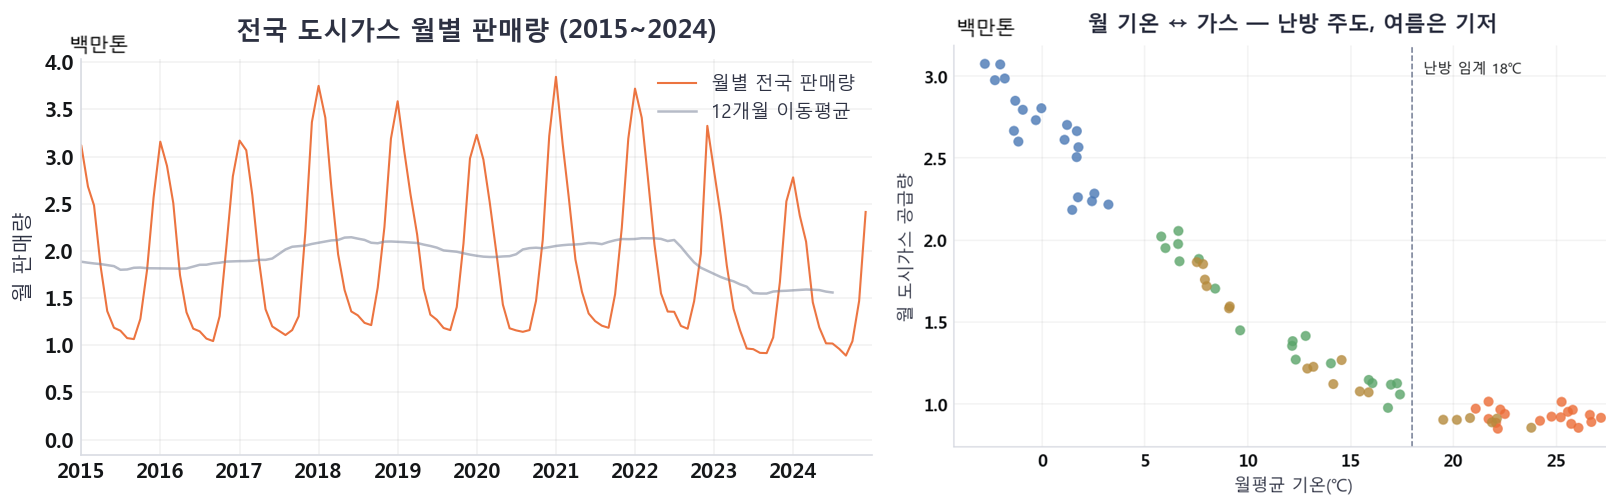 전국 도시가스 월별 판매량 (2015~2024)
백만톤
4.0
3.5
3.0
2.5
2.0
1.5
1.0
0.5
0.0
월 판매량
월별 전국 판매량
12개월 이동평균
2015 2016 2017 2018 2019 2020 2021 2022 2023 2024
월 기온 ↔ 가스 — 난방 주도, 여름은 기저
백만톤
난방 임계 18℃
3.0
2.5
2.0
1.5
1.0
월 도시가스 공급량
0 5 10 15 20 25
월평균 기온(℃)